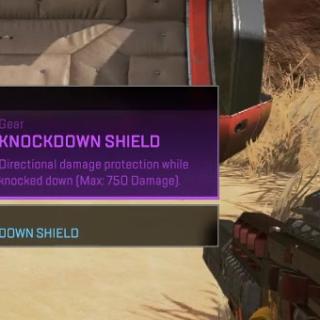 Gear
KNOCKDOWN SHIELD
Directional damage protection while
knocked down (Max: 750 Damage).
DOWN SHIELD